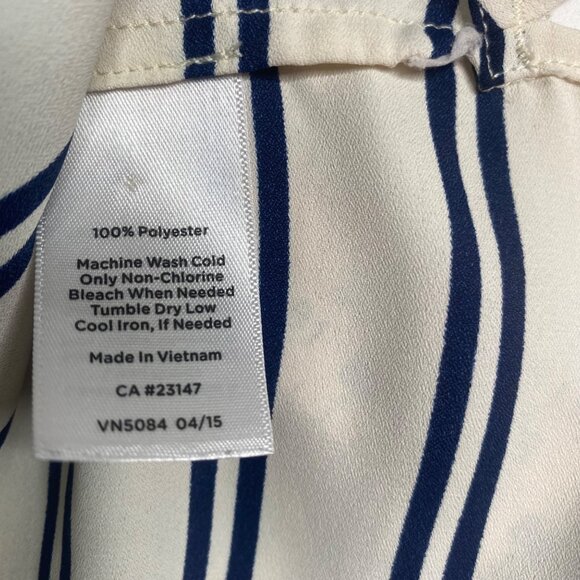 100% Polyester
Machine Wash Cold
Only Non-Chlorine
Bleach When Needed
Tumble Dry Low
Cool Iron, If Needed
Made In Vietnam
CA #23147
VN5084 04/15